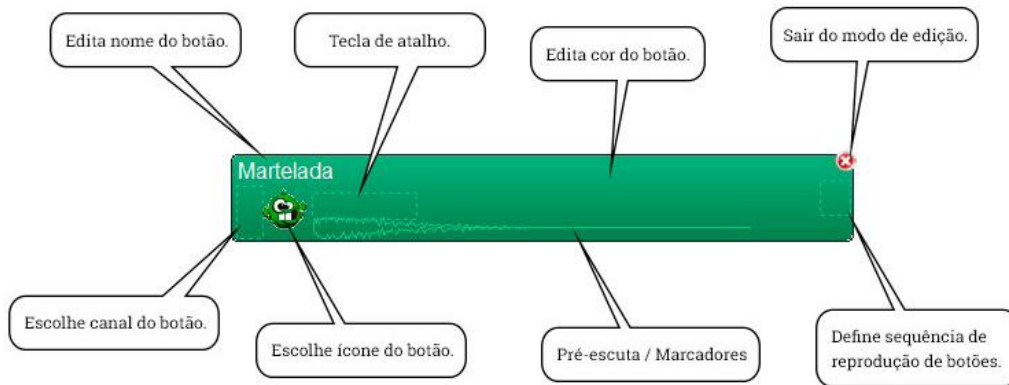 Edita nome do botão.
Tecla de atalho.
Edita cor do botão.
Sair do modo de edição.
Martelada
Escolhe canal do botão.
Escolhe ícone do botão.
Pré-escuta / Marcadores
Define sequência de
reprodução de botões.